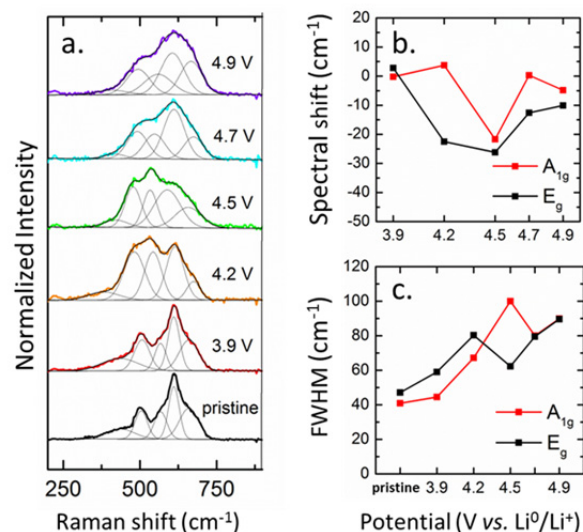 a.
4.9 V
4.7 V
4.5 V
4.2 V
3.9 V
pristine
Normalized Intensity
250 500 750
Raman shift (cm⁻¹)
b.
Spectral shift (cm⁻¹)
20
10
0
-10
-20
-30
-40
-50
A1g
Eg
3.9 4.2 4.5 4.7 4.9
c.
FWHM (cm⁻¹)
120
100
80
60
40
20
0
A1g
Eg
pristine 3.9 4.2 4.5 4.7 4.9
Potential (V vs. Li⁰/Li⁺)